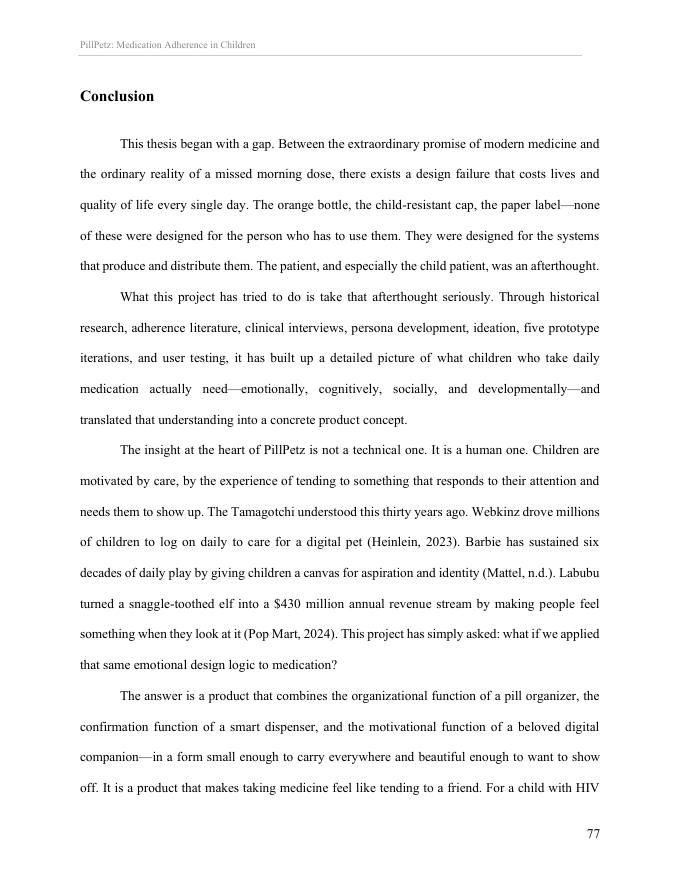 PillPetz: Medication Adherence in Children
Conclusion
This thesis began with a gap. Between the extraordinary promise of modern medicine and
the ordinary reality of a missed morning dose, there exists a design failure that costs lives and
quality of life every single day. The orange bottle, the child-resistant cap, the paper label—none
of these were designed for the person who has to use them. They were designed for the systems
that produce and distribute them. The patient, and especially the child patient, was an afterthought.
What this project has tried to do is take that afterthought seriously. Through historical
research, adherence literature, clinical interviews, persona development, ideation, five prototype
iterations, and user testing, it has built up a detailed picture of what children who take daily
medication actually need—emotionally, cognitively, socially, and developmentally—and
translated that understanding into a concrete product concept.
The insight at the heart of PillPetz is not a technical one. It is a human one. Children are
motivated by care, by the experience of tending to something that responds to their attention and
needs them to show up. The Tamagotchi understood this thirty years ago. Webkinz drove millions
of children to log on daily to care for a digital pet (Heinlein, 2023). Barbie has sustained six
decades of daily play by giving children a canvas for aspiration and identity (Mattel, n.d.). Labubu
turned a snaggle-toothed elf into a $430 million annual revenue stream by making people feel
something when they look at it (Pop Mart, 2024). This project has simply asked: what if we applied
that same emotional design logic to medication?
The answer is a product that combines the organizational function of a pill organizer, the
confirmation function of a smart dispenser, and the motivational function of a beloved digital
companion—in a form small enough to carry everywhere and beautiful enough to want to show
off. It is a product that makes taking medicine feel like tending to a friend. For a child with HIV
77